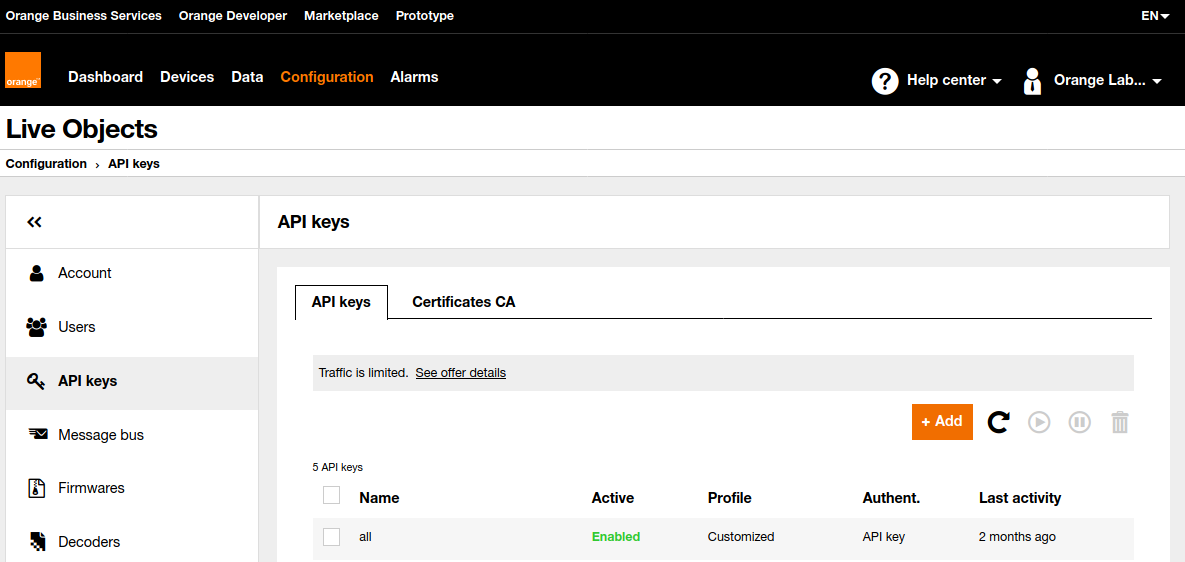 Orange Business Services Orange Developer Marketplace Prototype EN
orange™
Dashboard Devices Data Configuration Alarms
? Help center Orange Lab...
Live Objects
Configuration › API keys
API keys
Account
Users
API keys
Message bus
Firmwares
Decoders
API keys Certificates CA
Traffic is limited. See offer details
+ Add
5 API keys
Name Active Profile Authent. Last activity
all Enabled Customized API key 2 months ago